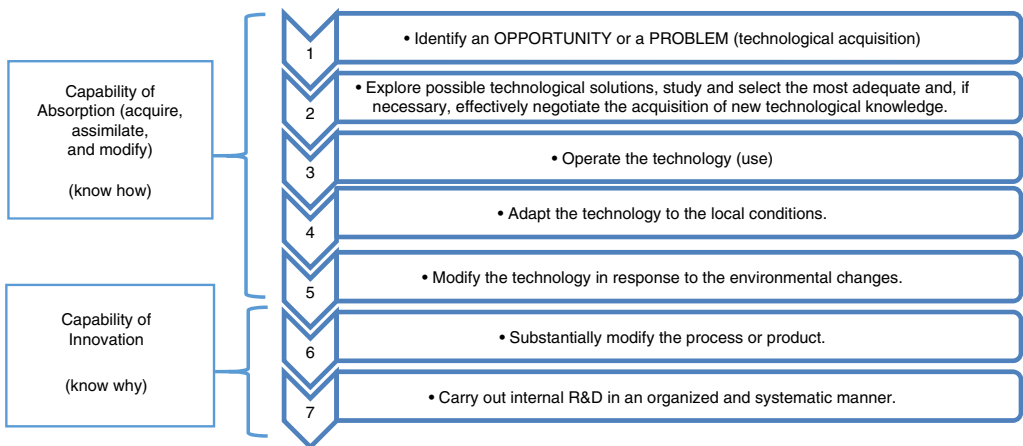 Capability of
Absorption (acquire,
assimilate,
and modify)
(know how)
Capability of
Innovation
(know why)
1
• Identify an OPPORTUNITY or a PROBLEM (technological acquisition)
2
• Explore possible technological solutions, study and select the most adequate and, if
necessary, effectively negotiate the acquisition of new technological knowledge.
3
• Operate the technology (use)
4
• Adapt the technology to the local conditions.
5
• Modify the technology in response to the environmental changes.
6
• Substantially modify the process or product.
7
• Carry out internal R&D in an organized and systematic manner.